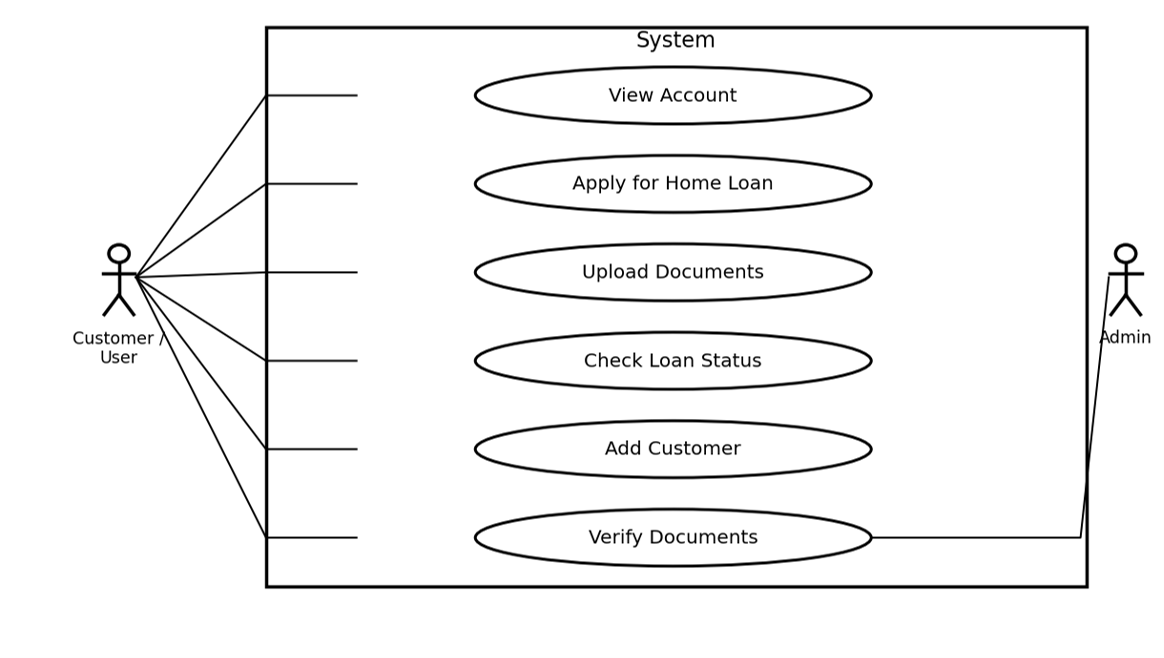 System
View Account
Apply for Home Loan
Upload Documents
Customer /
User
Admin
Check Loan Status
Add Customer
Verify Documents